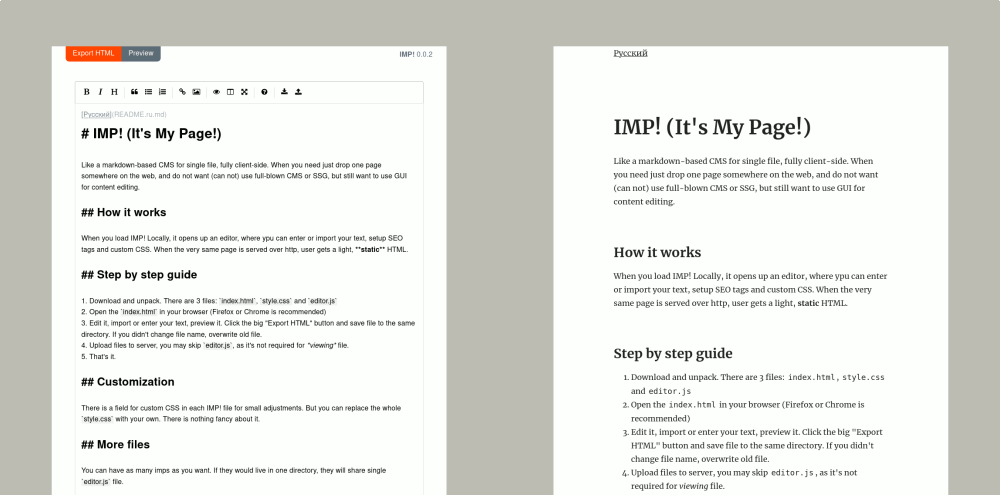 Export HTML Preview IMP! 0.0.2
B I H
[Русский](README.ru.md)
# IMP! (It's My Page!)
Like a markdown-based CMS for single file, fully client-side. When you need just drop one page
somewhere on the web, and do not want (can not) use full-blown CMS or SSG, but still want to use GUI
for content editing.
## How it works
When you load IMP! Locally, it opens up an editor, where ypu can enter or import your text, setup SEO
tags and custom CSS. When the very same page is served over http, user gets a light, **static** HTML.
## Step by step guide
1. Download and unpack. There are 3 files: `index.html`, `style.css` and `editor.js`
2. Open the `index.html` in your browser (Firefox or Chrome is recommended)
3. Edit it, import or enter your text, preview it. Click the big "Export HTML" button and save file to the same
directory. If you didn't change file name, overwrite old file.
4. Upload files to server, you may skip `editor.js`, as it's not required for *viewing* file.
5. That's it.
## Customization
There is a field for custom CSS in each IMP! file for small adjustments. But you can replace the whole
`style.css` with your own. There is nothing fancy about it.
## More files
You can have as many imps as you want. If they would live in one directory, they will share single
`editor.js` file.
Русский
IMP! (It's My Page!)
Like a markdown-based CMS for single file, fully client-side. When
you need just drop one page somewhere on the web, and do not want
(can not) use full-blown CMS or SSG, but still want to use GUI for
content editing.
How it works
When you load IMP! Locally, it opens up an editor, where ypu can enter
or import your text, setup SEO tags and custom CSS. When the very
same page is served over http, user gets a light, static HTML.
Step by step guide
1. Download and unpack. There are 3 files: index.html, style.css
and editor.js
2. Open the index.html in your browser (Firefox or Chrome is
recommended)
3. Edit it, import or enter your text, preview it. Click the big "Export
HTML" button and save file to the same directory. If you didn't
change file name, overwrite old file.
4. Upload files to server, you may skip editor.js, as it's not
required for viewing file.